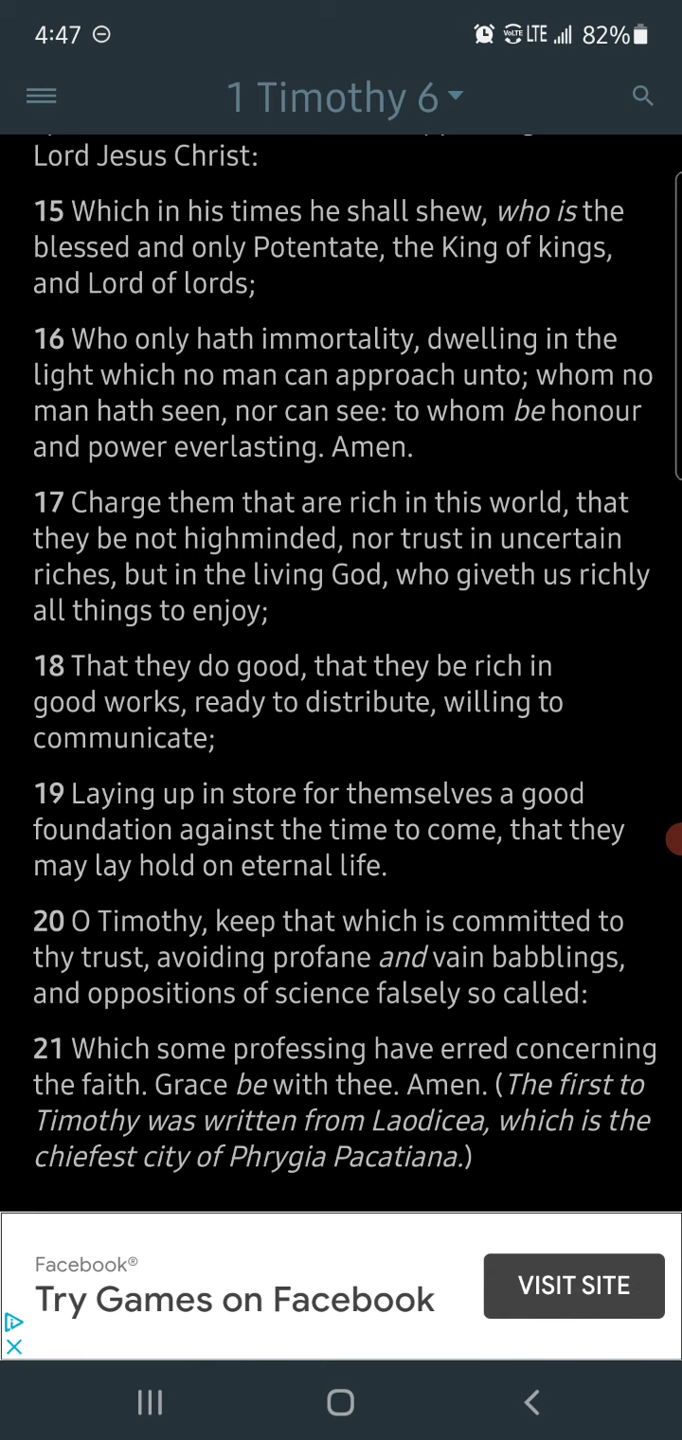 4:47
VoLTE LTE 82%
1 Timothy 6
Lord Jesus Christ:
15 Which in his times he shall shew, who is the
blessed and only Potentate, the King of kings,
and Lord of lords;
16 Who only hath immortality, dwelling in the
light which no man can approach unto; whom no
man hath seen, nor can see: to whom be honour
and power everlasting. Amen.
17 Charge them that are rich in this world, that
they be not highminded, nor trust in uncertain
riches, but in the living God, who giveth us richly
all things to enjoy;
18 That they do good, that they be rich in
good works, ready to distribute, willing to
communicate;
19 Laying up in store for themselves a good
foundation against the time to come, that they
may lay hold on eternal life.
20 O Timothy, keep that which is committed to
thy trust, avoiding profane and vain babblings,
and oppositions of science falsely so called:
21 Which some professing have erred concerning
the faith. Grace be with thee. Amen. (The first to
Timothy was written from Laodicea, which is the
chiefest city of Phrygia Pacatiana.)
Facebook®
Try Games on Facebook
VISIT SITE